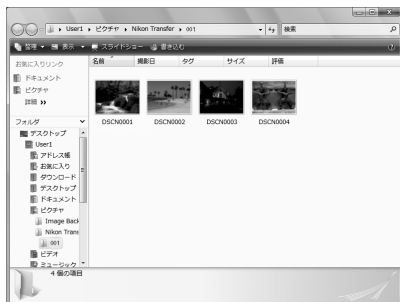 User1 ▸ ピクチャ ▸ Nikon Transfer ▸ 001
検索
整理 表示 スライドショー 書き込む
お気に入りリンク
ドキュメント
ピクチャ
詳細 »
名前 撮影日 タグ サイズ 評価
DSCN0001 DSCN0002 DSCN0003 DSCN0004
フォルダ
デスクトップ
User1
アドレス帳
お気に入り
ダウンロード
デスクトップ
ドキュメント
ピクチャ
Image Back
Nikon Trans
001
ビデオ
ミュージック
4 個の項目